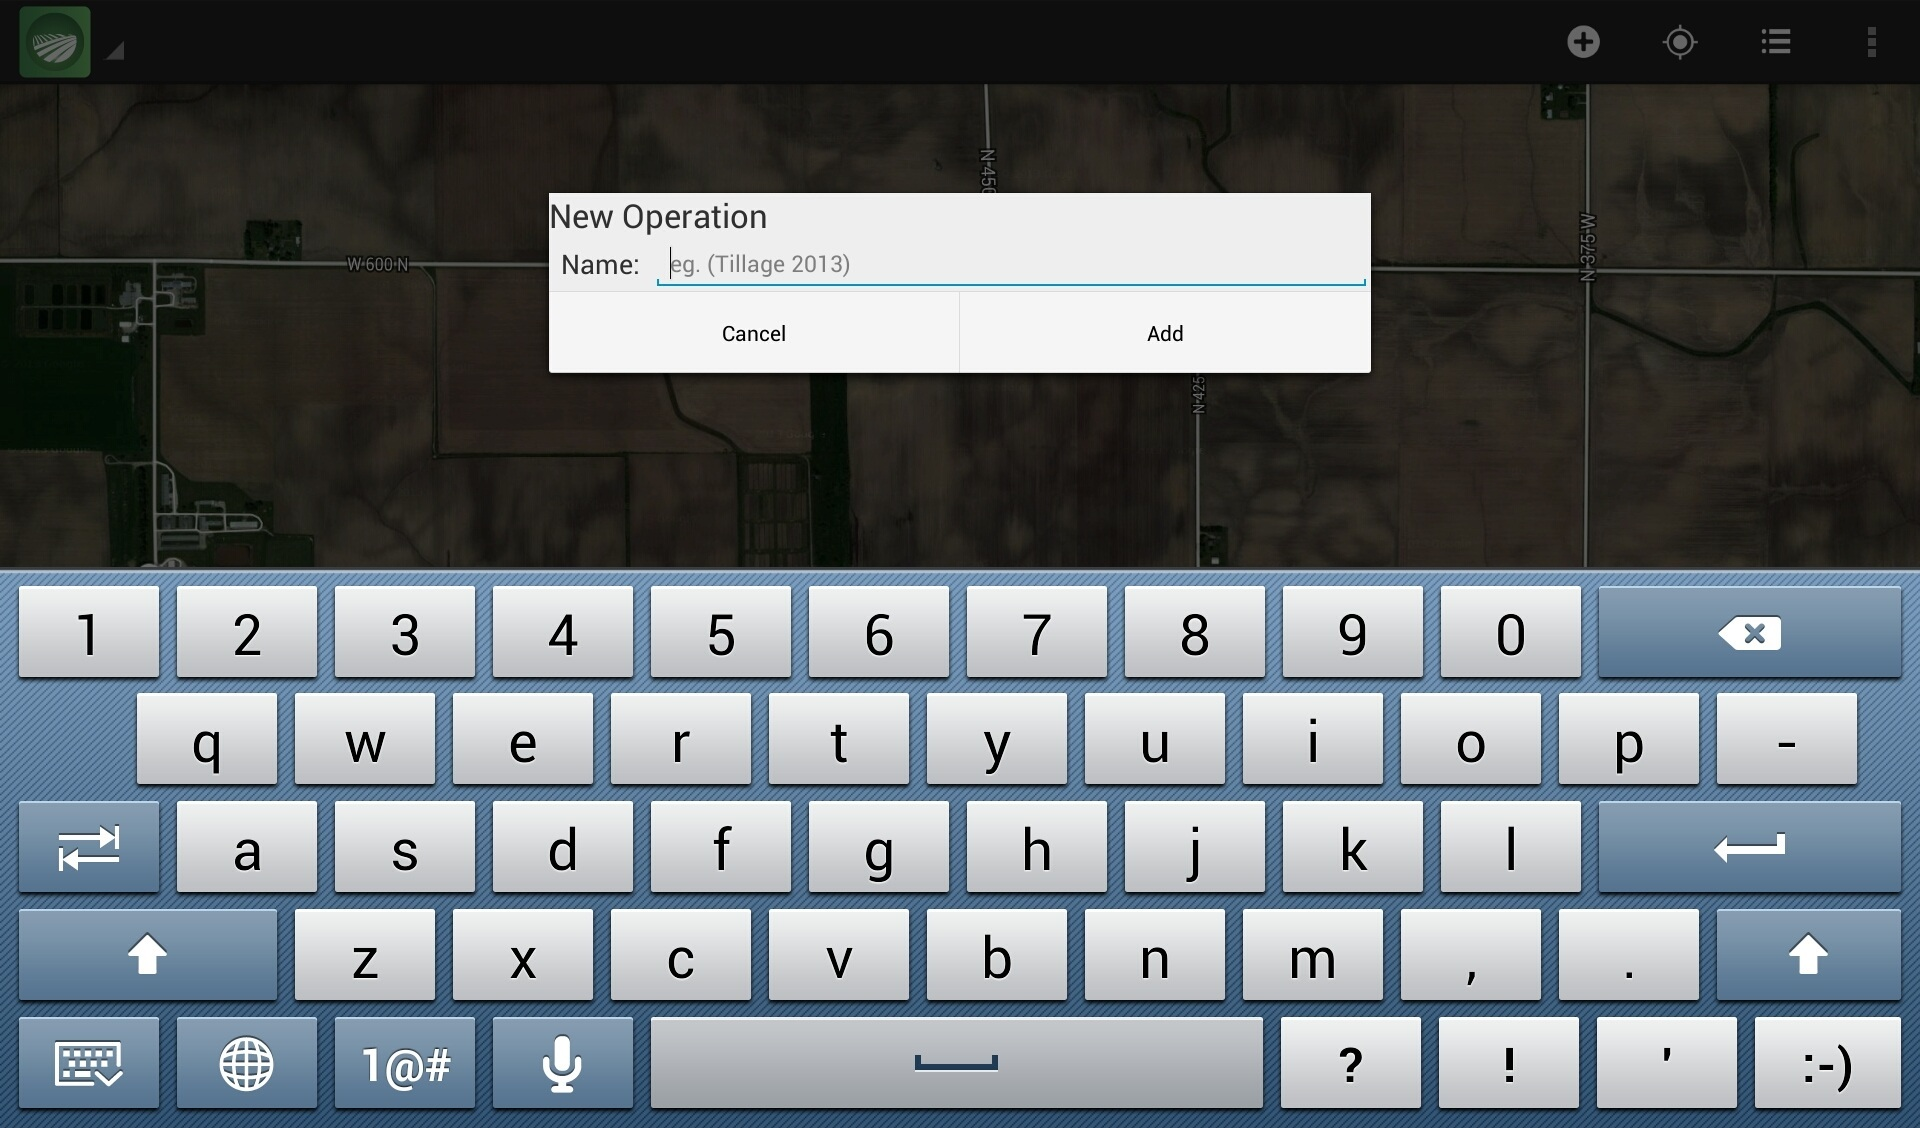 N 450
New Operation
Name: eg. (Tillage 2013)
W 600 N
N 375 W
Cancel Add
N 425
1 2 3 4 5 6 7 8 9 0
q w e r t y u i o p -
a s d f g h j k l
z x c v b n m , .
1@# ? ! ' :-)